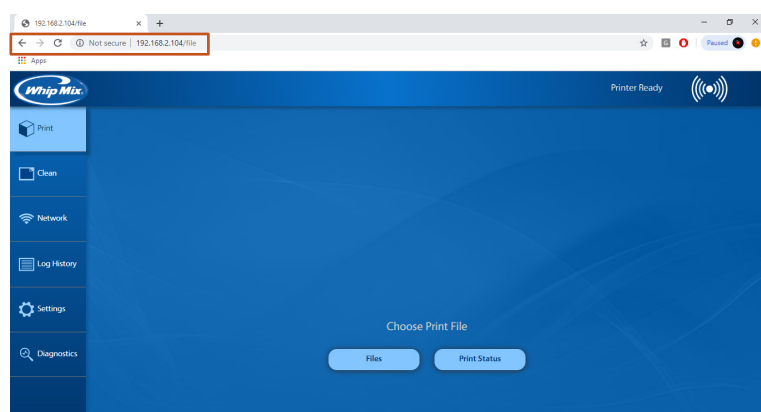 192.168.2.104/file
Not secure | 192.168.2.104/file
G
Paused
Apps
Whip Mix.
Printer Ready
Print
Clean
Network
Log History
Settings
Diagnostics
Choose Print File
Files
Print Status